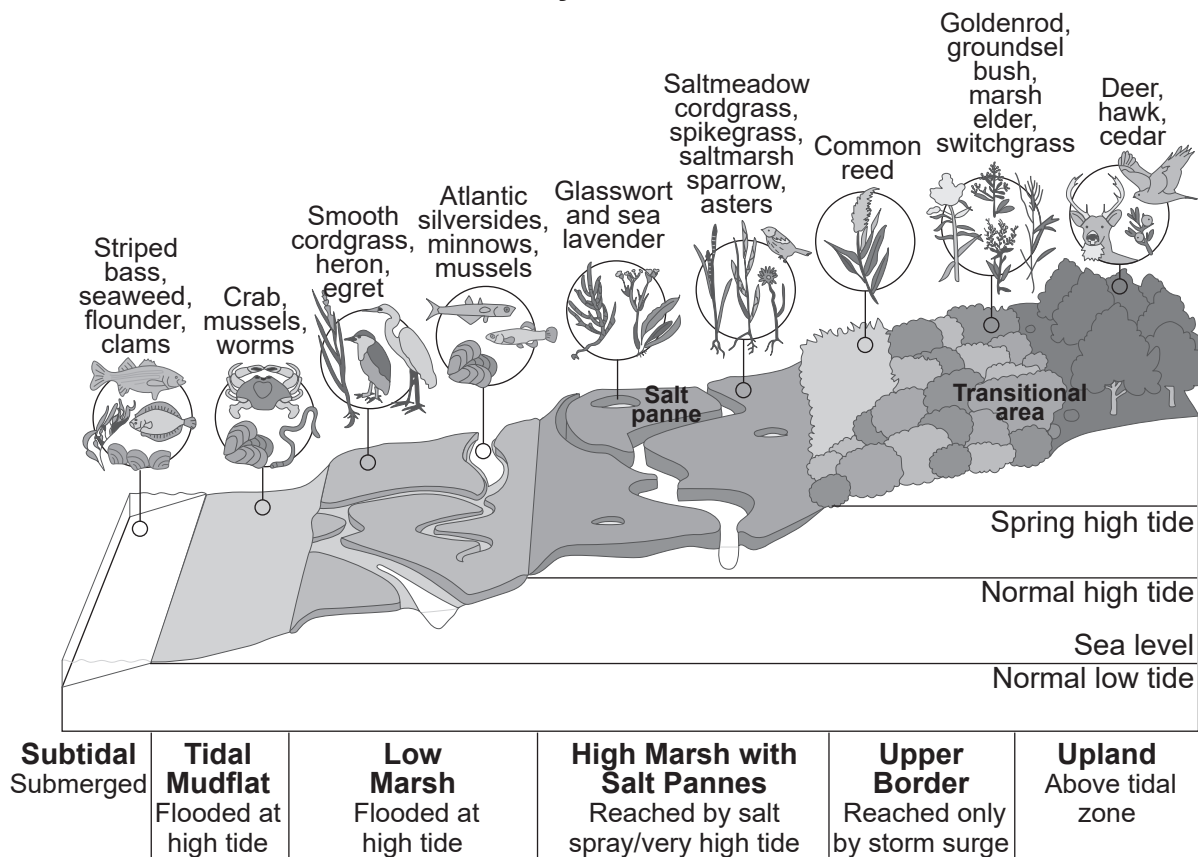 Striped
bass,
seaweed,
flounder,
clams
Crab,
mussels,
worms
Smooth
cordgrass,
heron,
egret
Atlantic
silversides,
minnows,
mussels
Glasswort
and sea
lavender
Saltmeadow
cordgrass,
spikegrass,
saltmarsh
sparrow,
asters
Common
reed
Goldenrod,
groundsel
bush,
marsh
elder,
switchgrass
Deer,
hawk,
cedar
Salt
panne
Transitional
area
Spring high tide
Normal high tide
Sea level
Normal low tide
Subtidal
Submerged
Tidal
Mudflat
Flooded at
high tide
Low
Marsh
Flooded at
high tide
High Marsh with
Salt Pannes
Reached by salt
spray/very high tide
Upper
Border
Reached only
by storm surge
Upland
Above tidal
zone